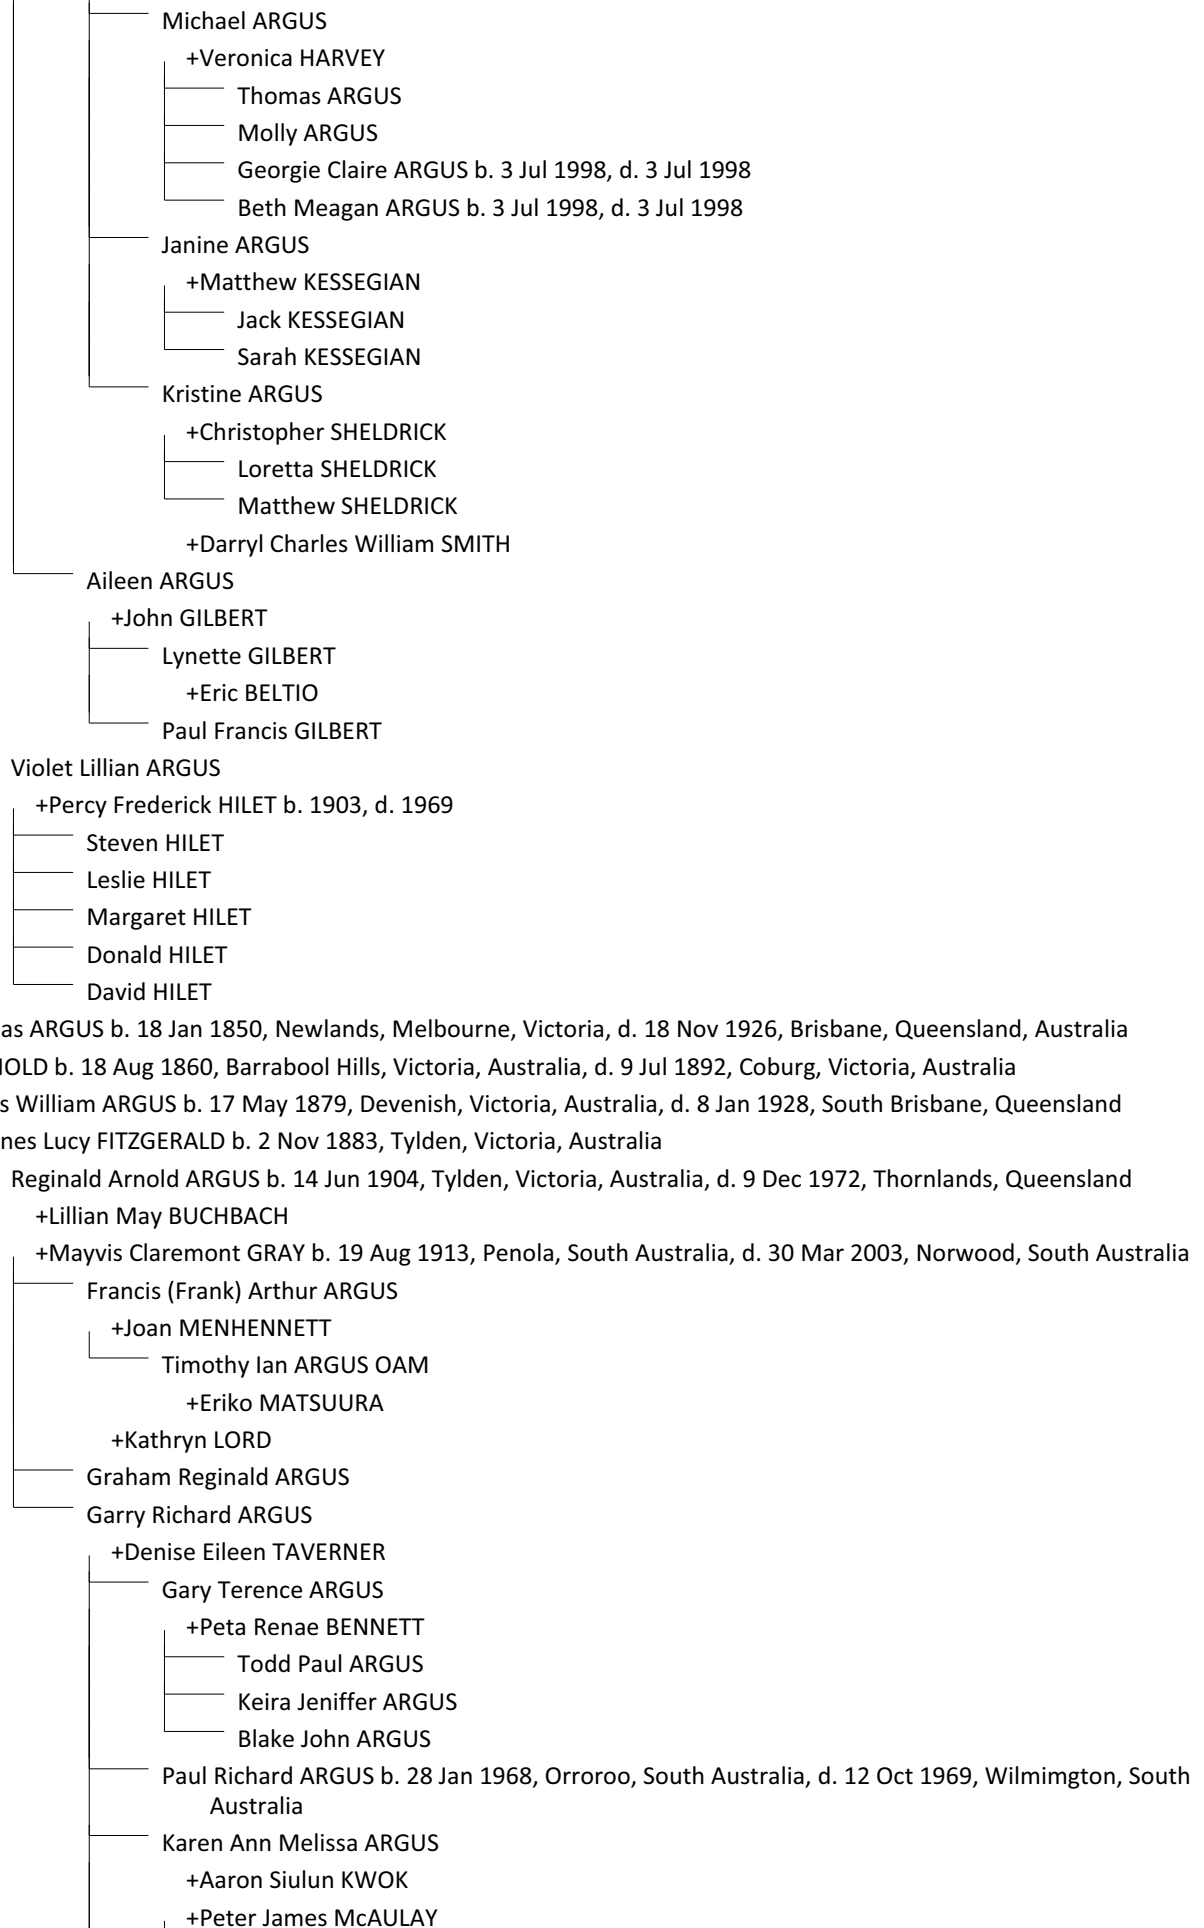 Michael ARGUS
+Veronica HARVEY
Thomas ARGUS
Molly ARGUS
Georgie Claire ARGUS b. 3 Jul 1998, d. 3 Jul 1998
Beth Meagan ARGUS b. 3 Jul 1998, d. 3 Jul 1998
Janine ARGUS
+Matthew KESSEGIAN
Jack KESSEGIAN
Sarah KESSEGIAN
Kristine ARGUS
+Christopher SHELDRICK
Loretta SHELDRICK
Matthew SHELDRICK
+Darryl Charles William SMITH
Aileen ARGUS
+John GILBERT
Lynette GILBERT
+Eric BELTIO
Paul Francis GILBERT
Violet Lillian ARGUS
+Percy Frederick HILET b. 1903, d. 1969
Steven HILET
Leslie HILET
Margaret HILET
Donald HILET
David HILET
as ARGUS b. 18 Jan 1850, Newlands, Melbourne, Victoria, d. 18 Nov 1926, Brisbane, Queensland, Australia
NOLD b. 18 Aug 1860, Barrabool Hills, Victoria, Australia, d. 9 Jul 1892, Coburg, Victoria, Australia
s William ARGUS b. 17 May 1879, Devenish, Victoria, Australia, d. 8 Jan 1928, South Brisbane, Queensland
nes Lucy FITZGERALD b. 2 Nov 1883, Tylden, Victoria, Australia
Reginald Arnold ARGUS b. 14 Jun 1904, Tylden, Victoria, Australia, d. 9 Dec 1972, Thornlands, Queensland
+Lillian May BUCHBACH
+Mayvis Claremont GRAY b. 19 Aug 1913, Penola, South Australia, d. 30 Mar 2003, Norwood, South Australia
Francis (Frank) Arthur ARGUS
+Joan MENHENNETT
Timothy Ian ARGUS OAM
+Eriko MATSUURA
+Kathryn LORD
Graham Reginald ARGUS
Garry Richard ARGUS
+Denise Eileen TAVERNER
Gary Terence ARGUS
+Peta Renae BENNETT
Todd Paul ARGUS
Keira Jeniffer ARGUS
Blake John ARGUS
Paul Richard ARGUS b. 28 Jan 1968, Orroroo, South Australia, d. 12 Oct 1969, Wilmimgton, South
Australia
Karen Ann Melissa ARGUS
+Aaron Siulun KWOK
+Peter James McAULAY